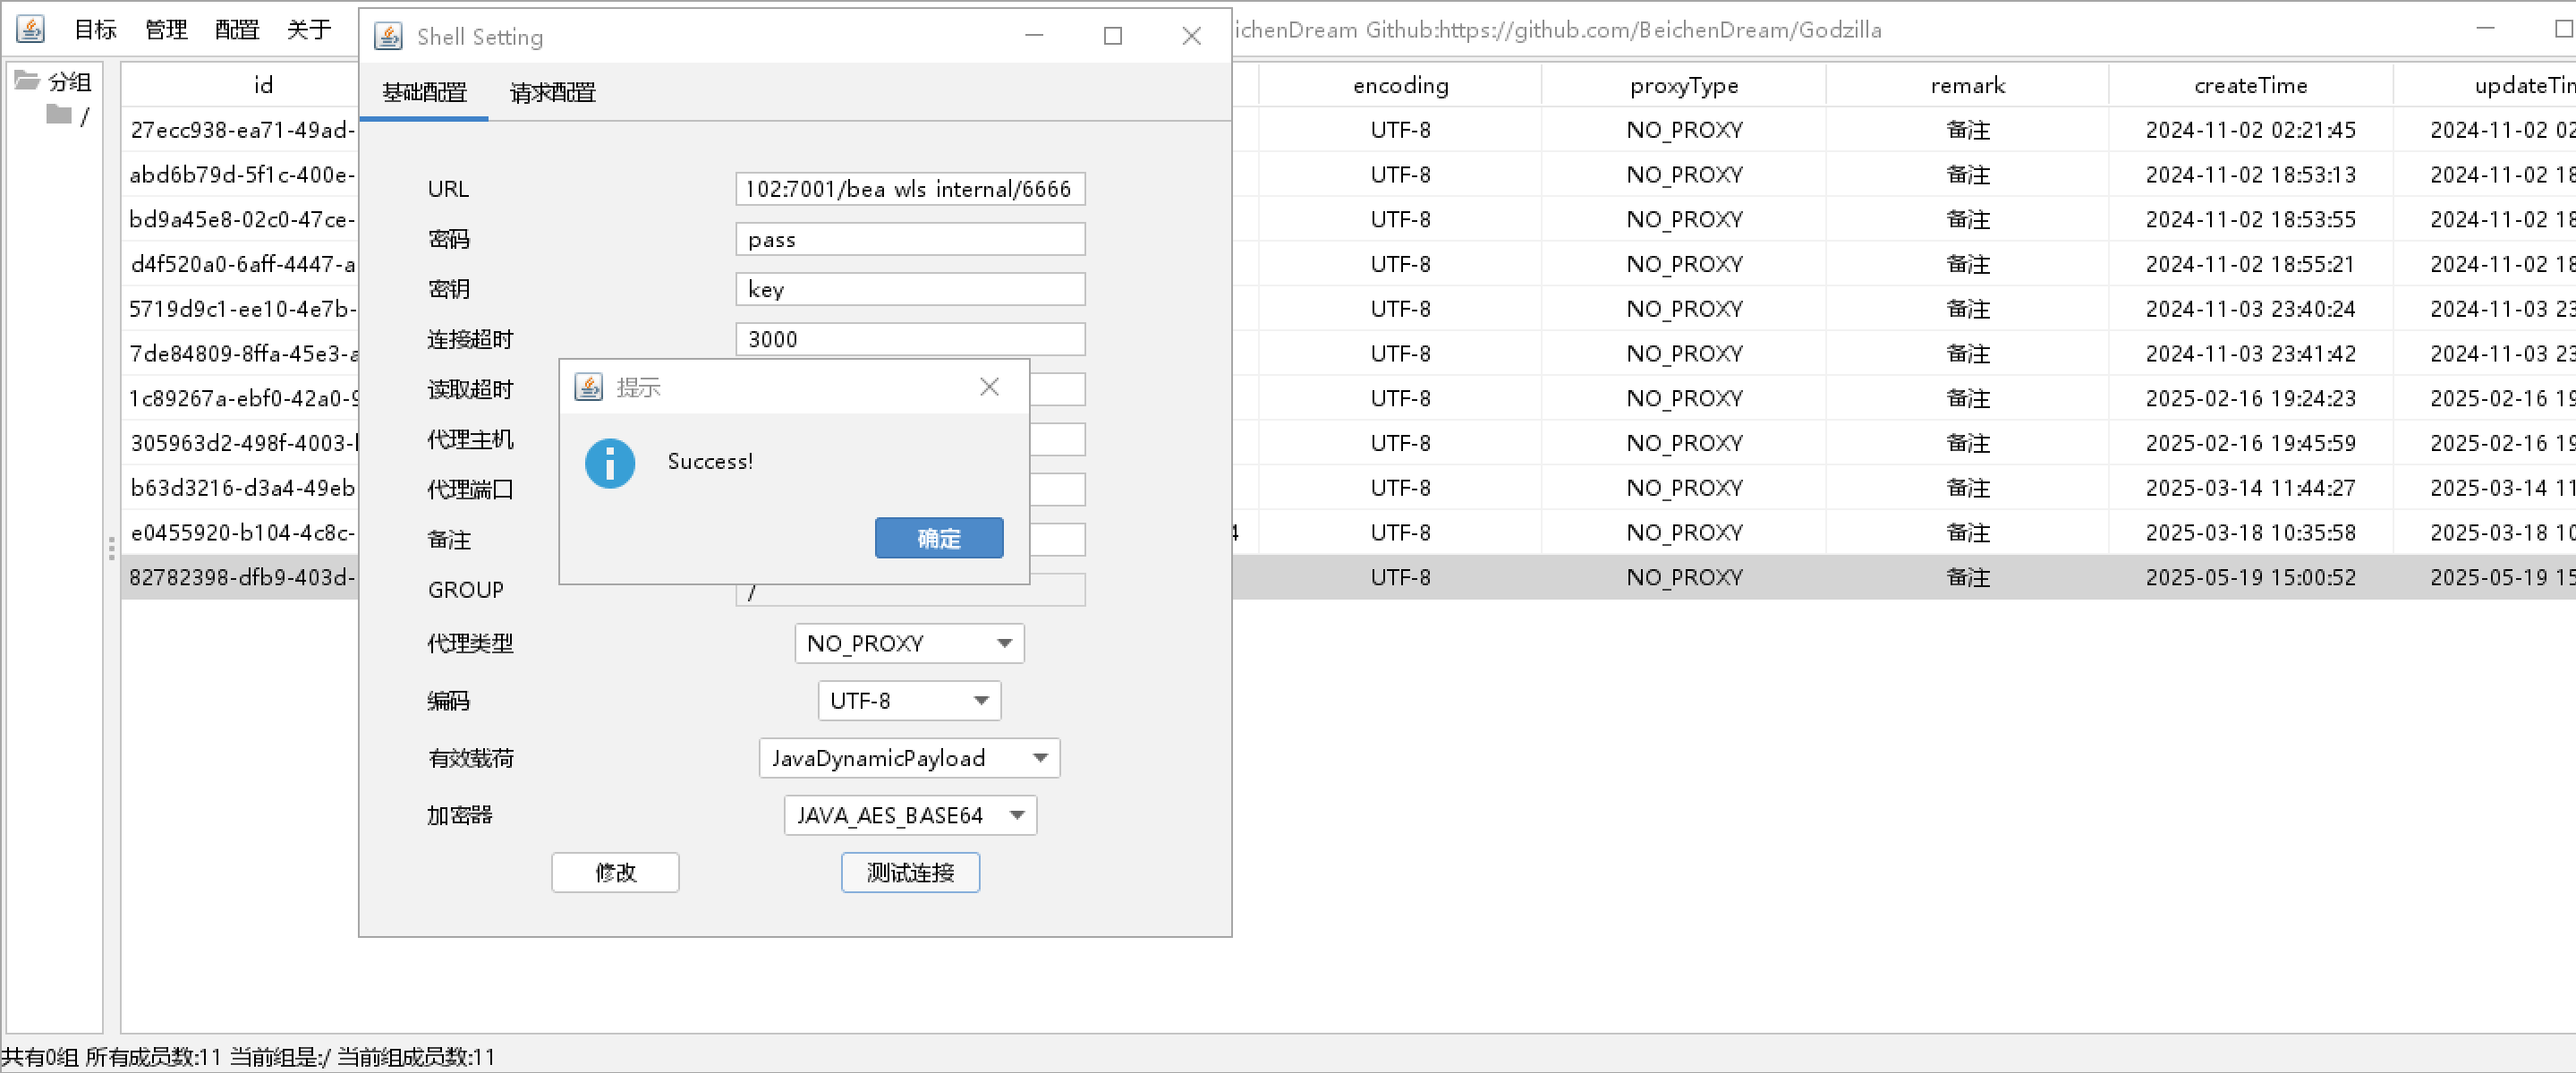 目标 管理 配置 关于
Shell Setting
ichenDream Github:https://github.com/BeichenDream/Godzilla
分组
/
基础配置 请求配置
id encoding proxyType remark createTime
27ecc938-ea71-49ad- UTF-8 NO_PROXY 备注 2024-11-02 02:21:45 2024-11-02 02
abd6b79d-5f1c-400e- UTF-8 NO_PROXY 备注 2024-11-02 18:53:13 2024-11-02 18
bd9a45e8-02c0-47ce- UTF-8 NO_PROXY 备注 2024-11-02 18:53:55 2024-11-02 18
d4f520a0-6aff-4447-a UTF-8 NO_PROXY 备注 2024-11-02 18:55:21 2024-11-02 18
5719d9c1-ee10-4e7b- UTF-8 NO_PROXY 备注 2024-11-03 23:40:24 2024-11-03 23
7de84809-8ffa-45e3-a UTF-8 NO_PROXY 备注 2024-11-03 23:41:42 2024-11-03 23
1c89267a-ebf0-42a0-9 UTF-8 NO_PROXY 备注 2025-02-16 19:24:23 2025-02-16 19
305963d2-498f-4003- UTF-8 NO_PROXY 备注 2025-02-16 19:45:59 2025-02-16 19
b63d3216-d3a4-49eb UTF-8 NO_PROXY 备注 2025-03-14 11:44:27 2025-03-14 11
e0455920-b104-4c8c- 4 UTF-8 NO_PROXY 备注 2025-03-18 10:35:58 2025-03-18 10
82782398-dfb9-403d- UTF-8 NO_PROXY 备注 2025-05-19 15:00:52 2025-05-19 15
URL 102:7001/bea_wls_internal/6666
密码 pass
密钥 key
连接超时 3000
读取超时
代理主机
代理端口
备注
GROUP /
代理类型 NO_PROXY
编码 UTF-8
有效载荷 JavaDynamicPayload
加密器 JAVA_AES_BASE64
修改 测试连接
提示
Success!
确定
共有0组 所有成员数:11 当前组是:/ 当前组成员数:11